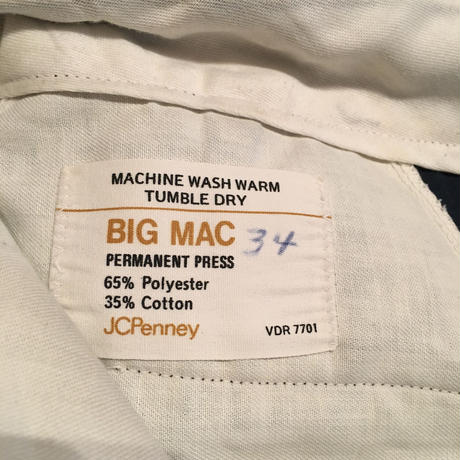 MACHINE WASH WARM
TUMBLE DRY
BIG MAC 34
PERMANENT PRESS
65% Polyester
35% Cotton
JCPenney VDR 7701